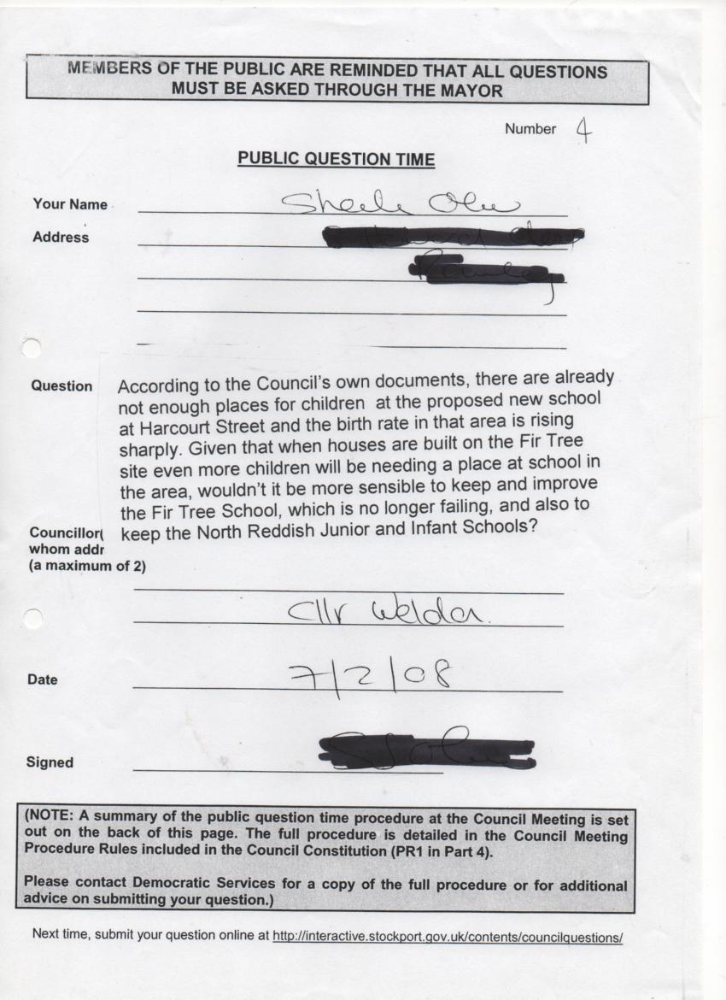 MEMBERS OF THE PUBLIC ARE REMINDED THAT ALL QUESTIONS
MUST BE ASKED THROUGH THE MAYOR
Number 4
PUBLIC QUESTION TIME
Your Name
Address
Question According to the Council's own documents, there are already
not enough places for children at the proposed new school
at Harcourt Street and the birth rate in that area is rising
sharply. Given that when houses are built on the Fir Tree
site even more children will be needing a place at school in
the area, wouldn't it be more sensible to keep and improve
the Fir Tree School, which is no longer failing, and also to
keep the North Reddish Junior and Infant Schools?
Councillor(
whom addr
(a maximum of 2)
Cllr Weldon
Date 7/2/08
Signed
(NOTE: A summary of the public question time procedure at the Council Meeting is set
out on the back of this page. The full procedure is detailed in the Council Meeting
Procedure Rules included in the Council Constitution (PR1 in Part 4).
Please contact Democratic Services for a copy of the full procedure or for additional
advice on submitting your question.)
Next time, submit your question online at http://interactive.stockport.gov.uk/contents/councilquestions/